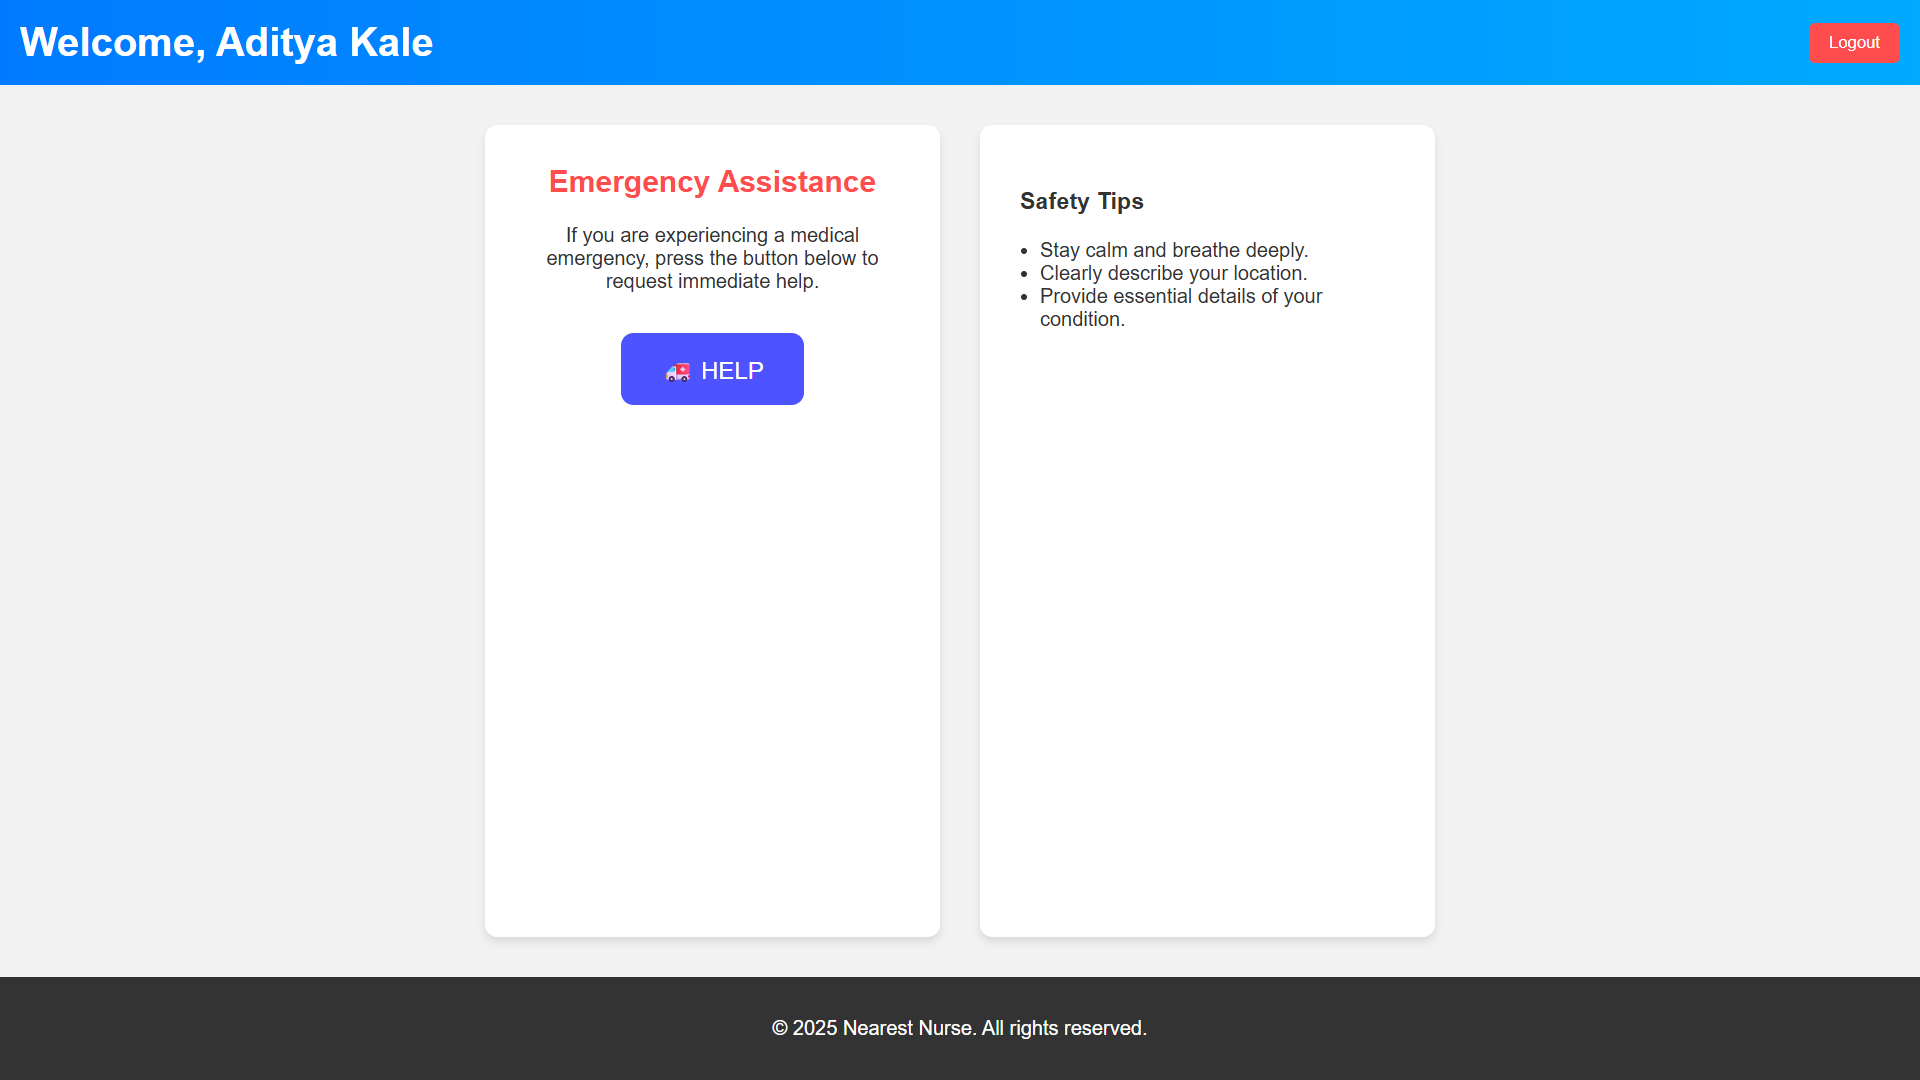 Welcome, Aditya Kale
Logout
Emergency Assistance
If you are experiencing a medical
emergency, press the button below to
request immediate help.
🚑 HELP
Safety Tips
• Stay calm and breathe deeply.
• Clearly describe your location.
• Provide essential details of your
condition.
© 2025 Nearest Nurse. All rights reserved.